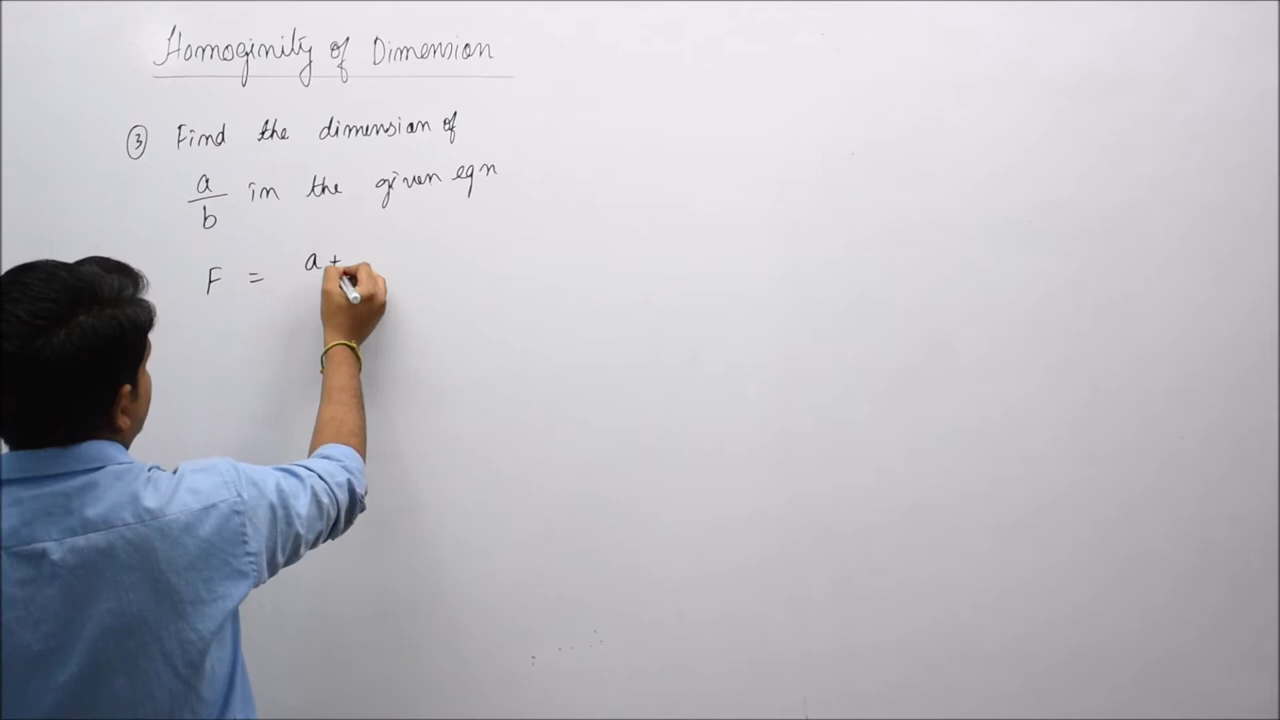 Homoginity of Dimension
③ Find the dimension of
a/b in the given eqn
F = a +